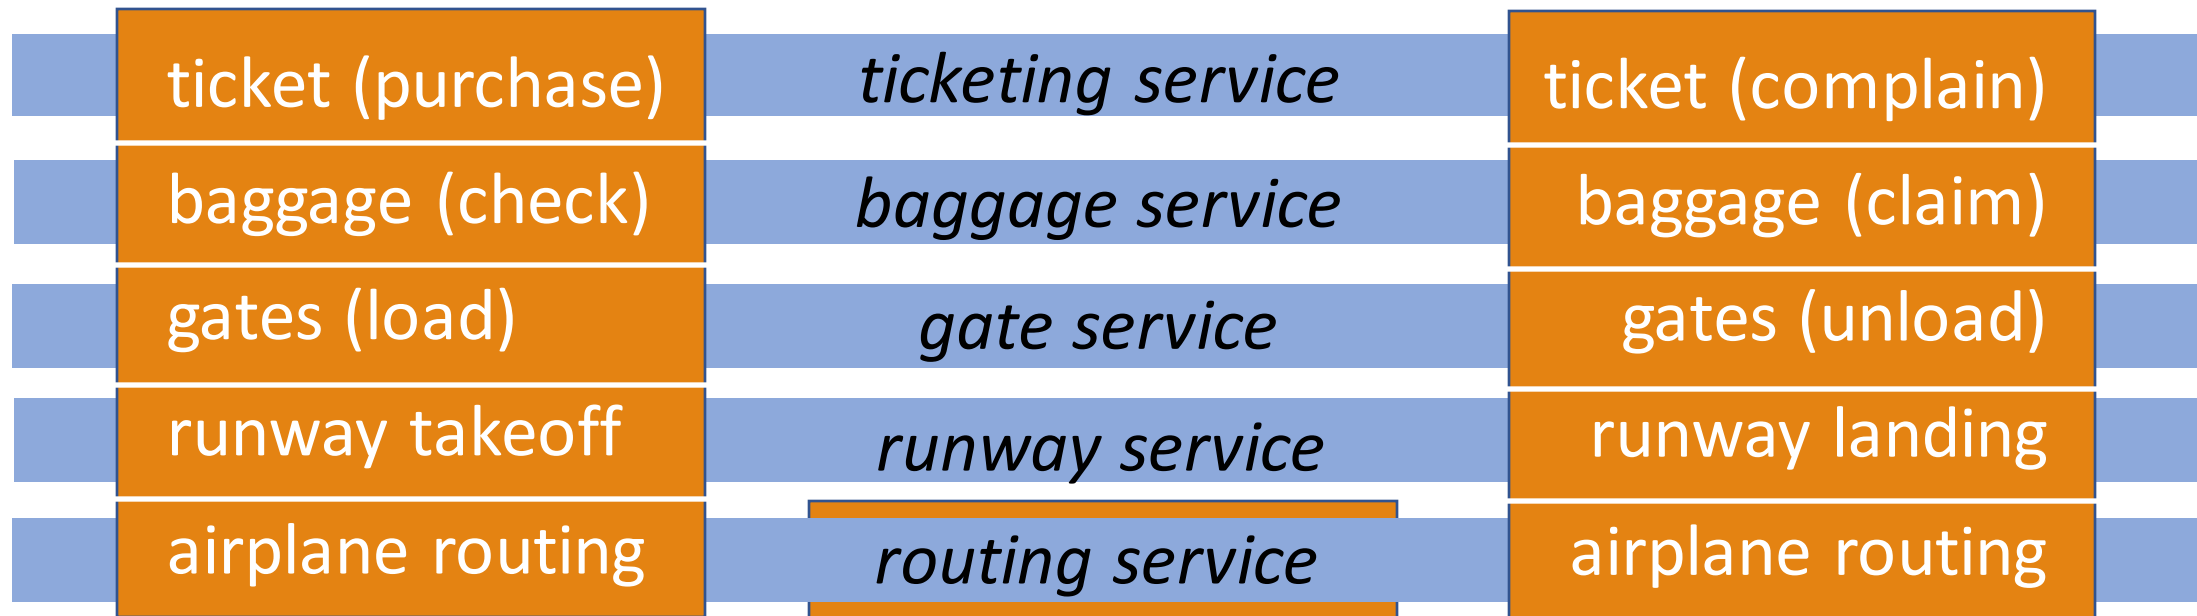 ticket (purchase) ticketing service ticket (complain)
baggage (check) baggage service baggage (claim)
gates (load) gate service gates (unload)
runway takeoff runway service runway landing
airplane routing routing service airplane routing